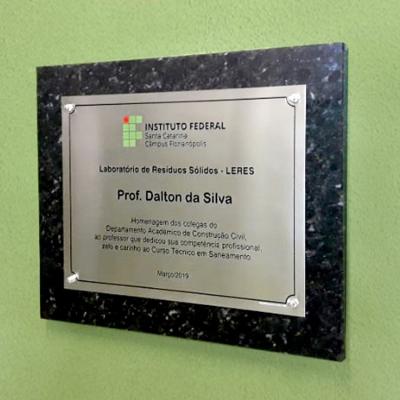 INSTITUTO FEDERAL
Santa Catarina
Câmpus Florianópolis
Laboratório de Resíduos Sólidos - LERES
Prof. Dalton da Silva
Homenagem dos colegas do
Departamento Acadêmico de Construção Civil,
ao professor que dedicou sua competência profissional,
zelo e carinho ao Curso Técnico em Saneamento
Março/2019